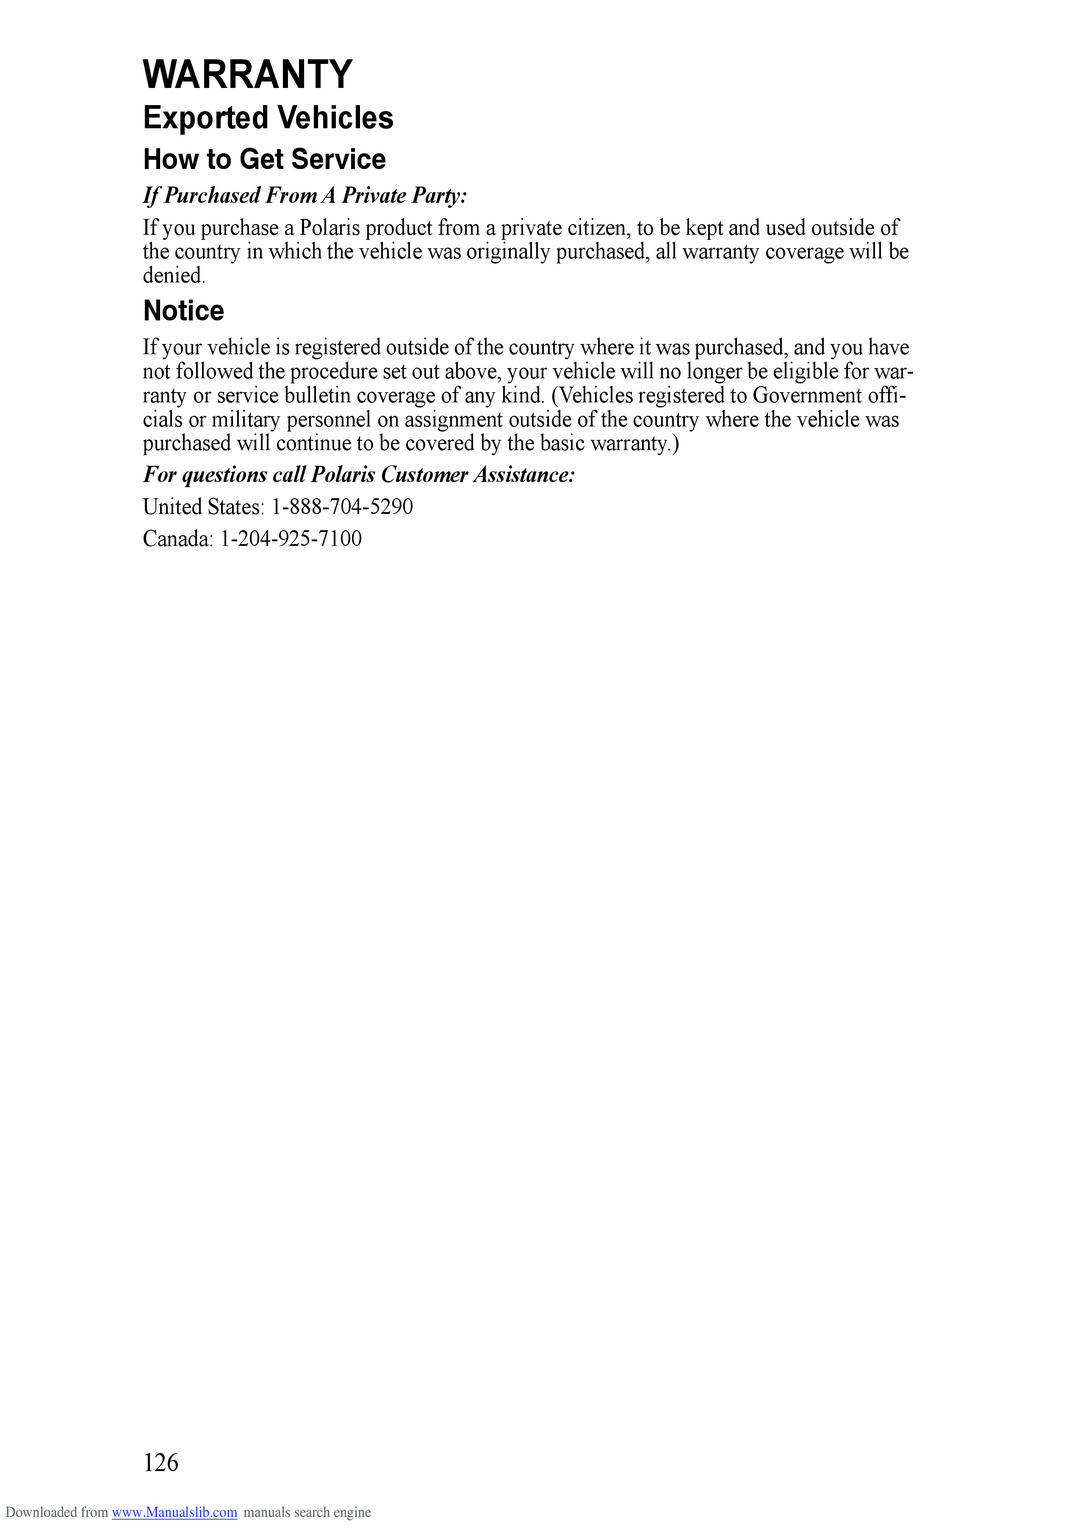 WARRANTY
Exported Vehicles
How to Get Service
If Purchased From A Private Party:
If you purchase a Polaris product from a private citizen, to be kept and used outside of
the country in which the vehicle was originally purchased, all warranty coverage will be
denied.
Notice
If your vehicle is registered outside of the country where it was purchased, and you have
not followed the procedure set out above, your vehicle will no longer be eligible for war-
ranty or service bulletin coverage of any kind. (Vehicles registered to Government offi-
cials or military personnel on assignment outside of the country where the vehicle was
purchased will continue to be covered by the basic warranty.)
For questions call Polaris Customer Assistance:
United States: 1-888-704-5290
Canada: 1-204-925-7100
126
Downloaded from www.Manualslib.com manuals search engine